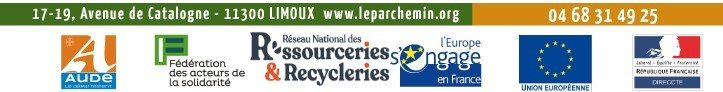 17-19, Avenue de Catalogne - 11300 LIMOUX www.leparchemin.org
04 68 31 49 25
AUDE
LE DÉPARTEMENT
Fédération
des acteurs de
la solidarité
Réseau National des
R'ssourceries
& Recycleries
l'Europe
s'engage
en France
UNION EUROPÉENNE
Liberté • Égalité • Fraternité
RÉPUBLIQUE FRANÇAISE
DIRECCTE